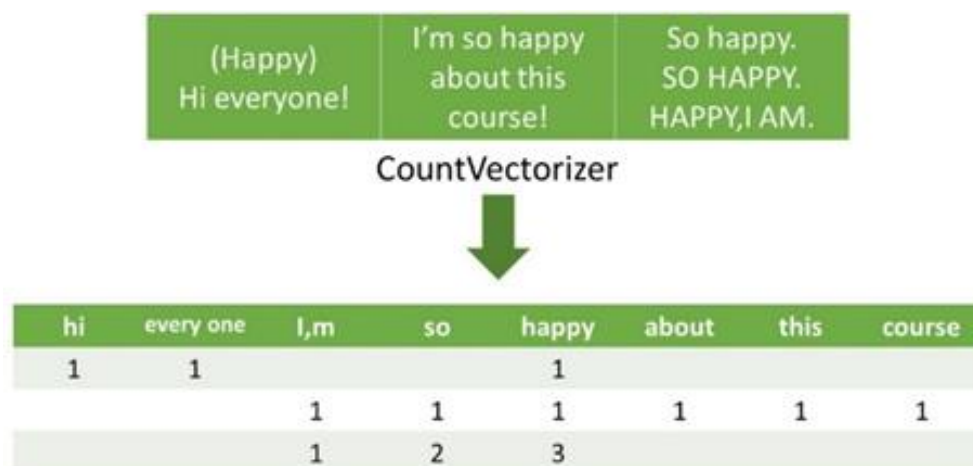 (Happy)
Hi everyone!
I'm so happy
about this
course!
So happy.
SO HAPPY.
HAPPY,I AM.
CountVectorizer
hi every one I,m so happy about this course
1 1 1
1 1 1 1 1 1
1 2 3